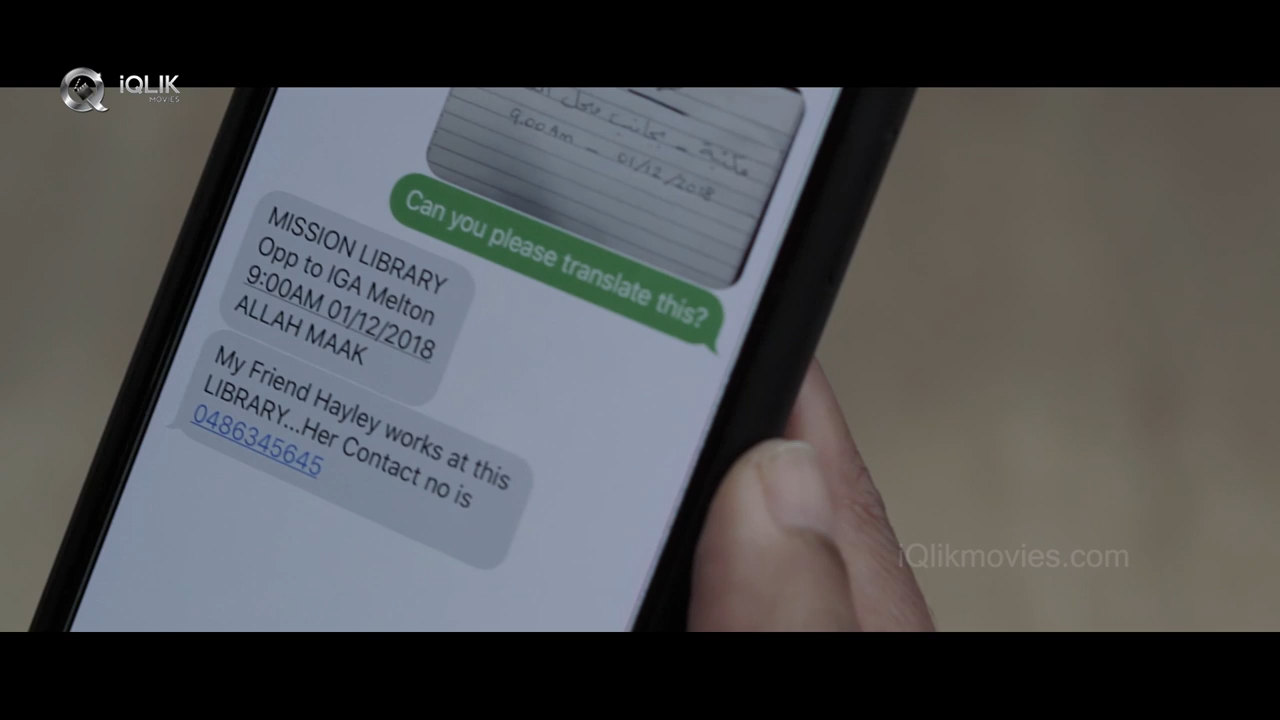 iQLIK
MOVIES
مكتبة - بجانب
9.00Am - 01/12/2018
Can you please translate this?
MISSION LIBRARY
Opp to IGA Melton
9:00AM 01/12/2018
ALLAH MAAK
My Friend Hayley works at this
LIBRARY...Her Contact no is
0486345645
iQlikmovies.com